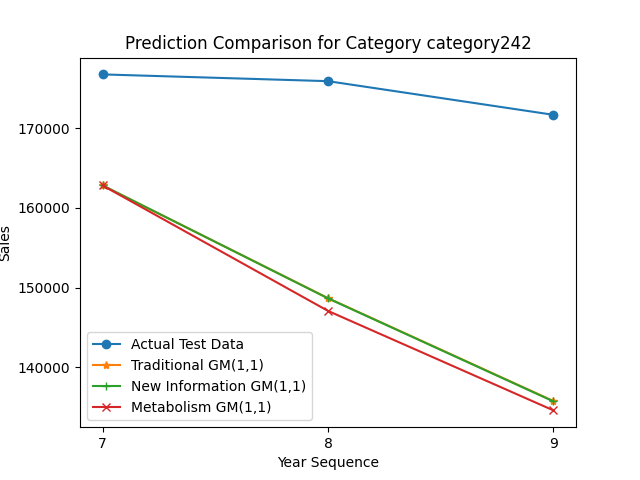 Prediction Comparison for Category category242
170000
160000
150000
140000
Sales
Actual Test Data
Traditional GM(1,1)
New Information GM(1,1)
Metabolism GM(1,1)
7
8
9
Year Sequence